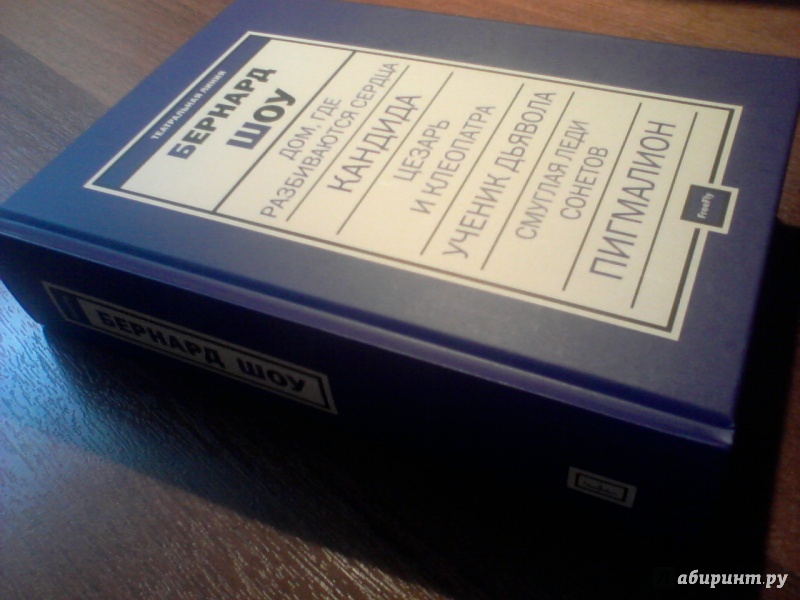 ТЕАТРАЛЬНАЯ ЛИНИЯ
БЕРНАРД
ШОУ
ДОМ, ГДЕ
РАЗБИВАЮТСЯ СЕРДЦА
КАНДИДА
ЦЕЗАРЬ
И КЛЕОПАТРА
УЧЕНИК ДЬЯВОЛА
СМУГЛАЯ ЛЕДИ
СОНЕТОВ
ПИГМАЛИОН
FreeFly
БЕРНАРД ШОУ
Лабиринт.ру